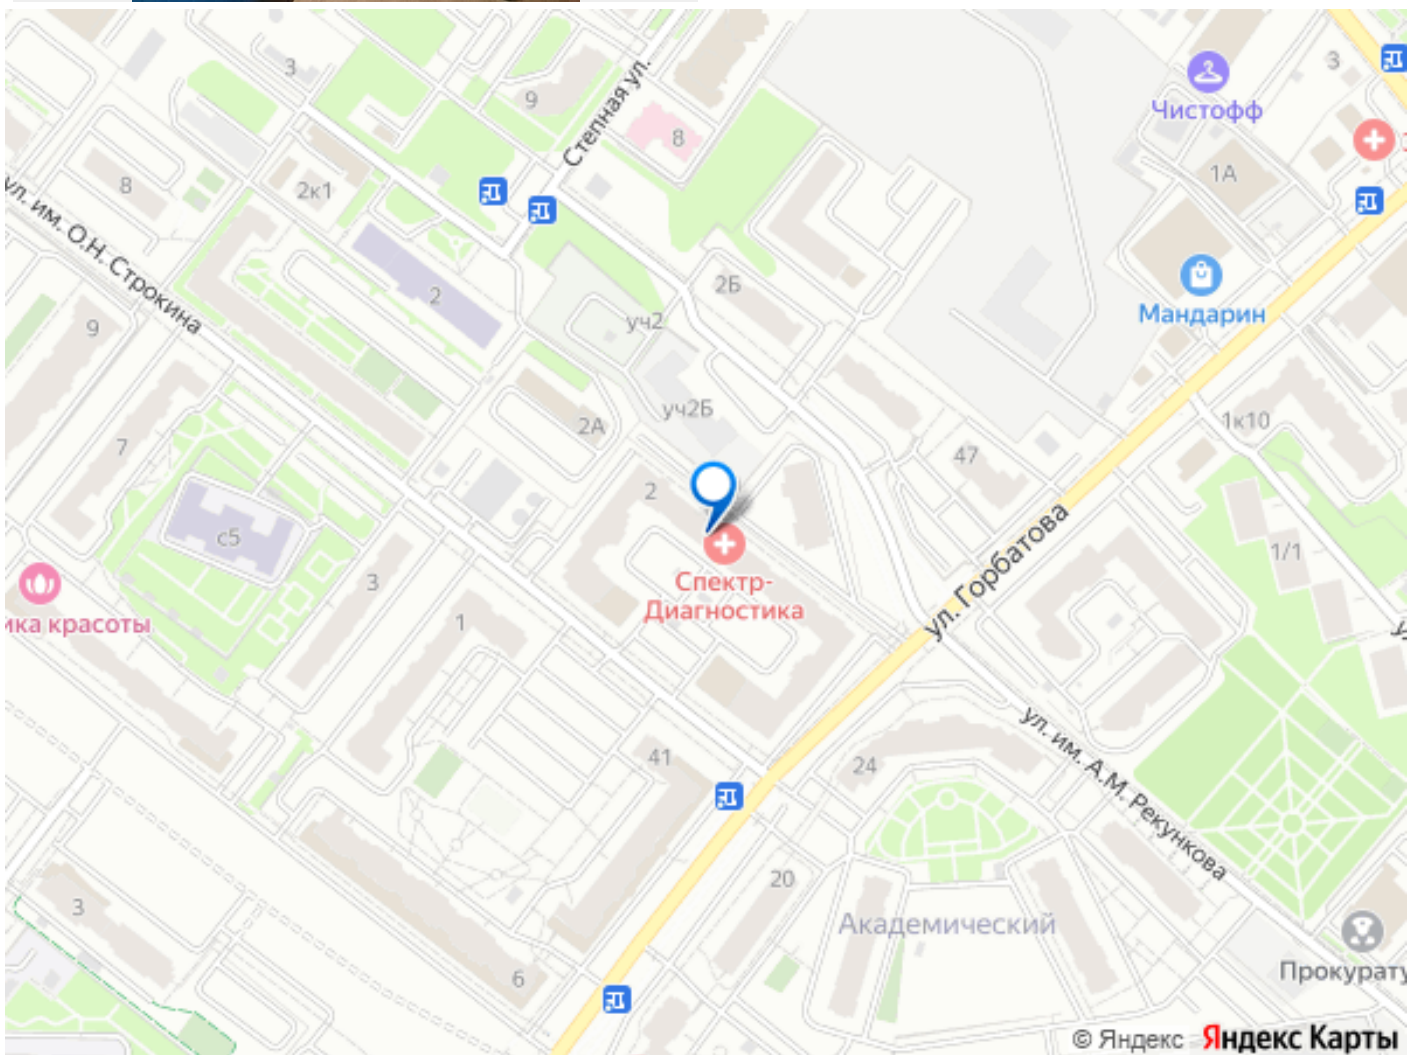 3
9
Степная ул.
8
Чистофф
3
1А
8
2к1
ул. им. О.Н. Строкина
2
2Б
уч2
Мандарин
9
уч2Б
2А
1к10
47
7
2
с5
ул. Горбатова
1/1
3
Спектр-
Диагностика
1
ика красоты
ул. им. А.М. Рекункова
41
24
20
3
Академический
6
Прокурату
© Яндекс Яндекс Карты